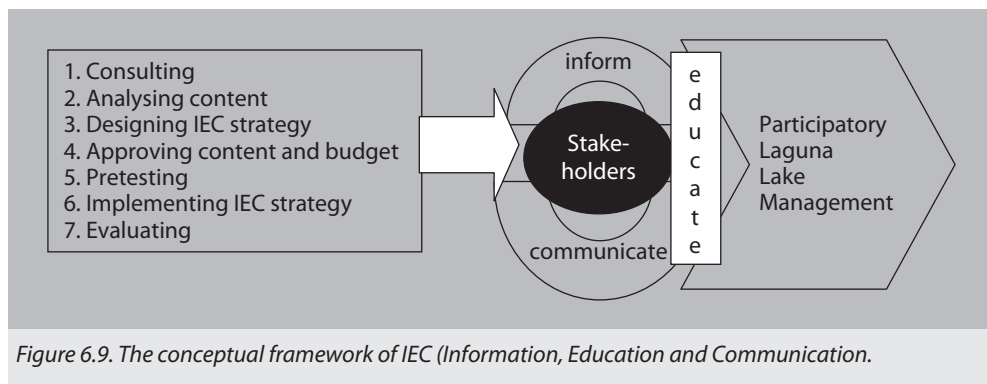 1. Consulting
2. Analysing content
3. Designing IEC strategy
4. Approving content and budget
5. Pretesting
6. Implementing IEC strategy
7. Evaluating
inform
Stake-
holders
communicate
educate
Participatory
Laguna
Lake
Management
Figure 6.9. The conceptual framework of IEC (Information, Education and Communication.